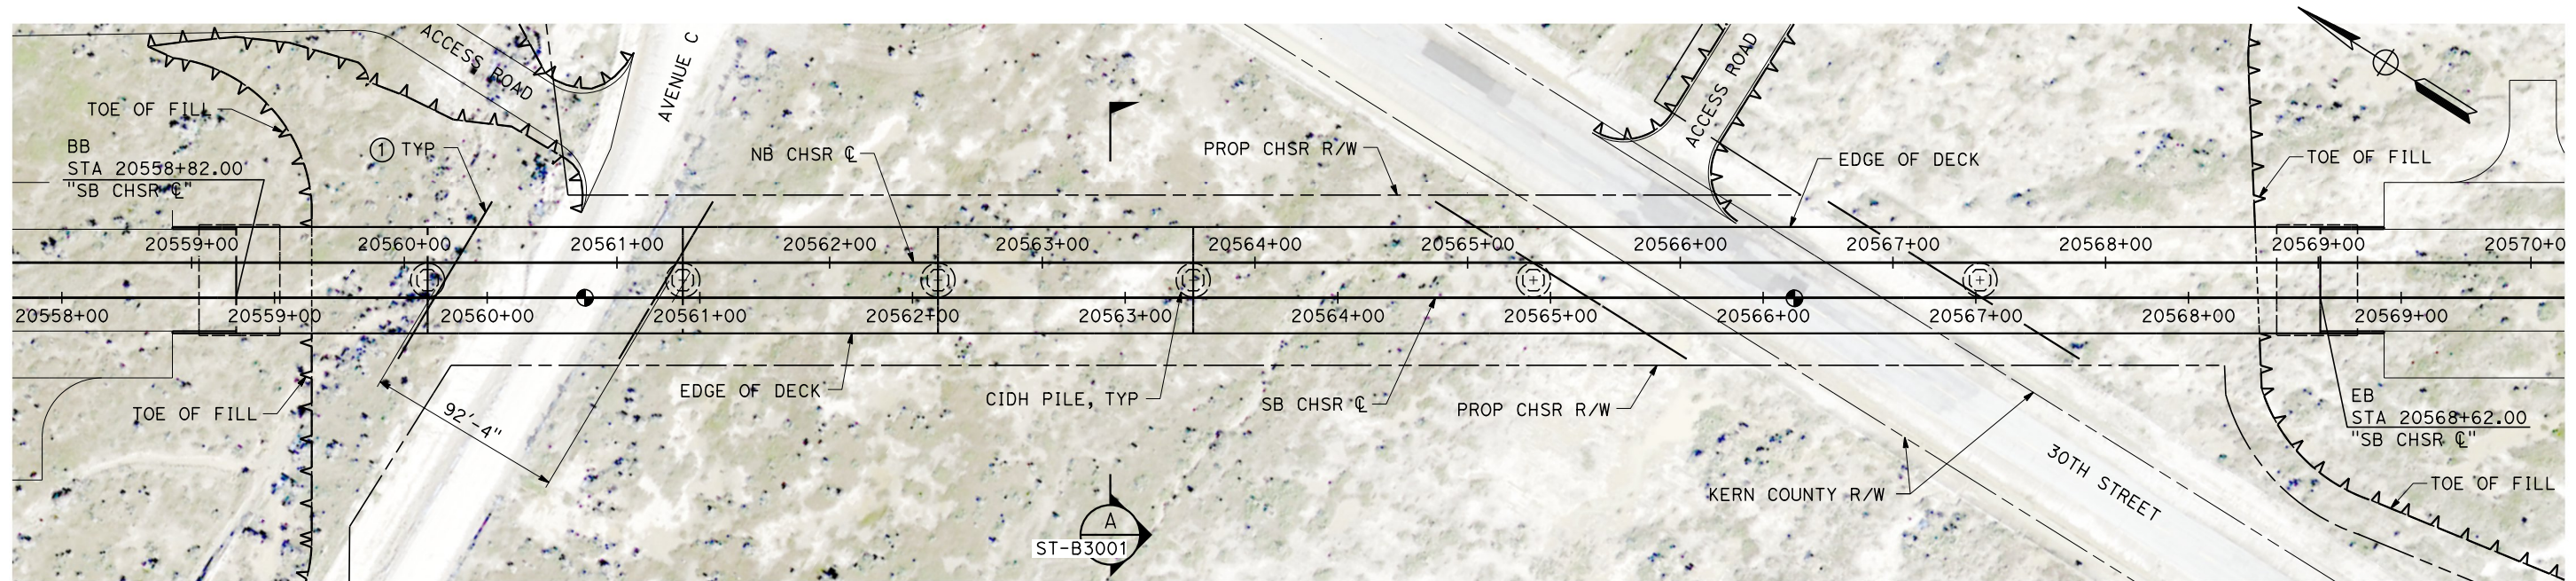 ACCESS ROAD
AVENUE C
ACCESS ROAD
TOE OF FILL
BB
STA 20558+82.00
"SB CHSR ℄"
① TYP
NB CHSR ℄
PROP CHSR R/W
EDGE OF DECK
TOE OF FILL
20559+00 20560+00 20561+00 20562+00 20563+00 20564+00 20565+00 20566+00 20567+00 20568+00 20569+00 20570+0
20558+00 20559+00 20560+00 20561+00 20562+00 20563+00 20564+00 20565+00 20566+00 20567+00 20568+00 20569+00
TOE OF FILL
92'-4"
EDGE OF DECK
CIDH PILE, TYP
SB CHSR ℄
PROP CHSR R/W
EB
STA 20568+62.00
"SB CHSR ℄"
KERN COUNTY R/W
30TH STREET
TOE OF FILL
A
ST-B3001